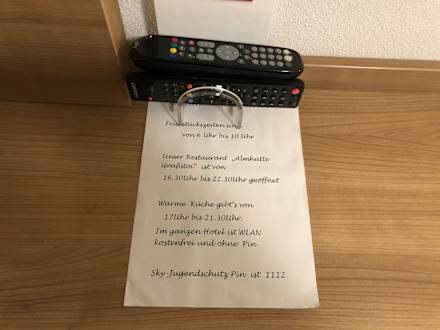 Frühstückszeiten sind
von 6 Uhr bis 10 Uhr
Unser Restaurant „Almhütte
Goaßstoi" ist von
16.30Uhr bis 22.30Uhr geöffnet
Warme Küche gibt's von
17Uhr bis 21.30Uhr.
Im ganzen Hotel ist WLAN
kostenfrei und ohne Pin
Sky-Jugendschutz-Pin ist 1112